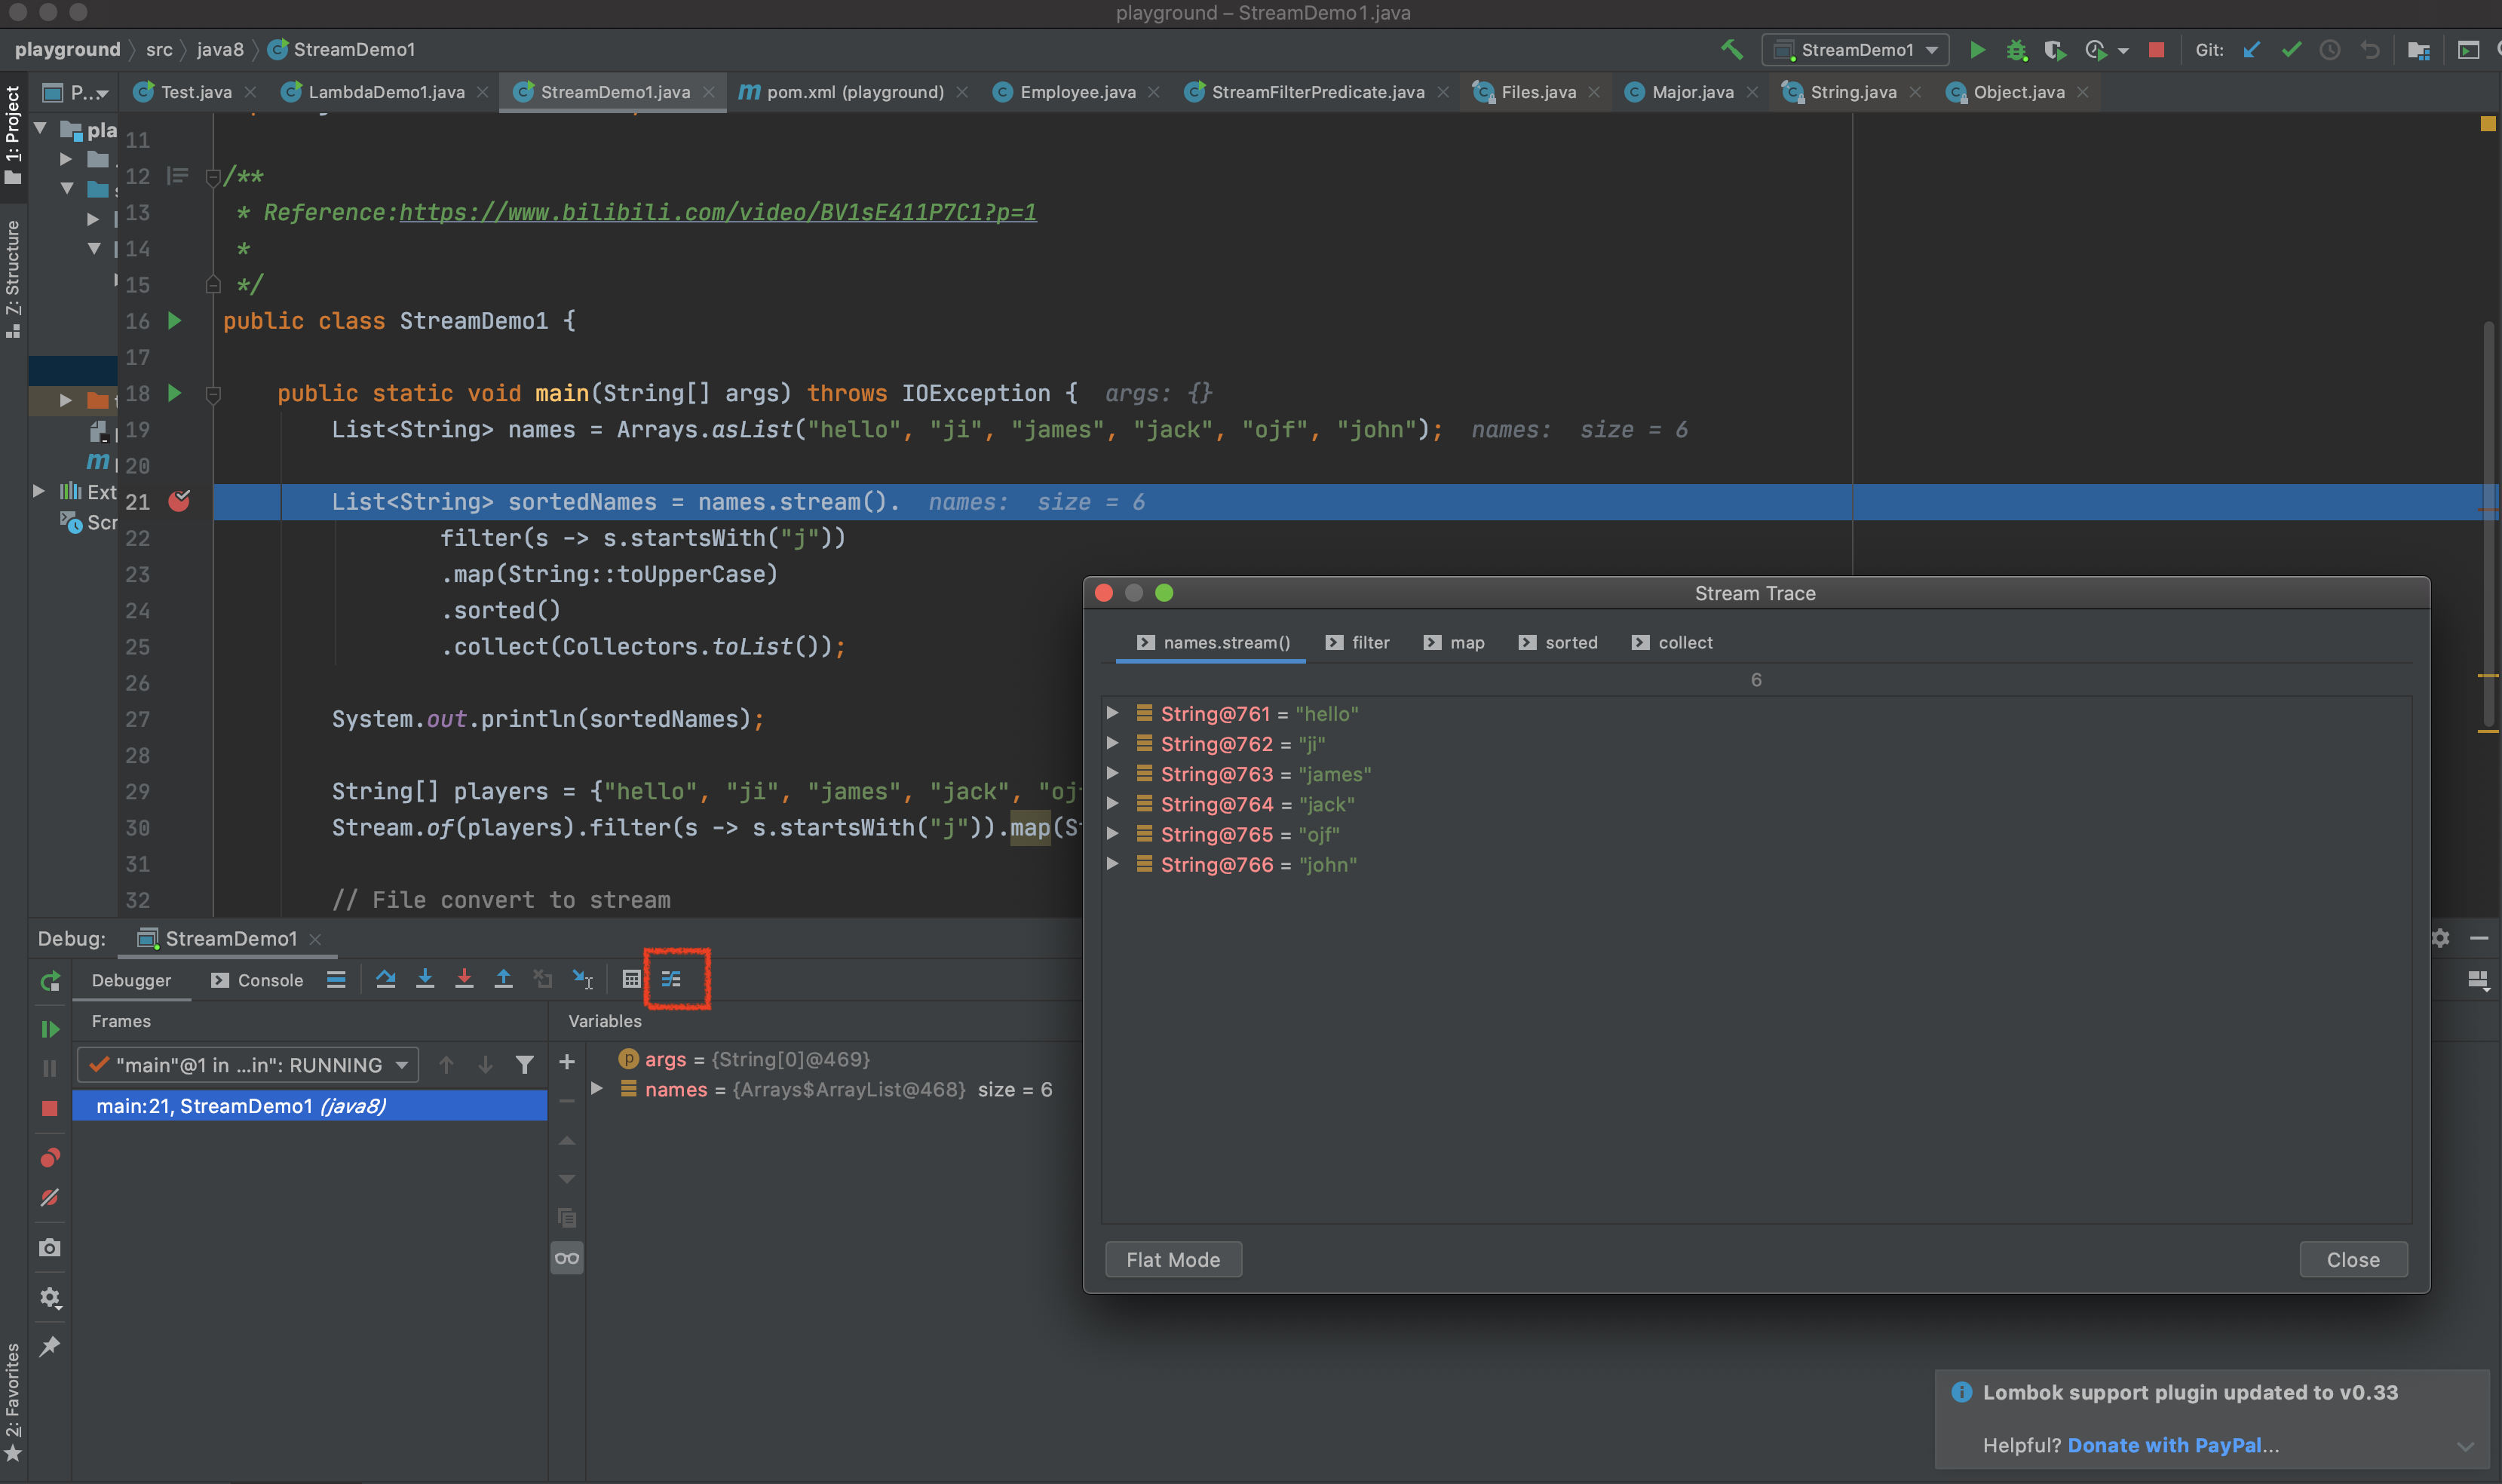 playground – StreamDemo1.java
playground src java8 StreamDemo1
StreamDemo1 Git:
P... Test.java LambdaDemo1.java StreamDemo1.java pom.xml (playground) Employee.java StreamFilterPredicate.java Files.java Major.java String.java Object.java
1: Project
Z: Structure
2: Favorites
pla
Ext
Scr
11
12 /**
13 * Reference:https://www.bilibili.com/video/BV1sE411P7C1?p=1
14 *
15 */
16 public class StreamDemo1 {
17
18 public static void main(String[] args) throws IOException { args: {}
19 List<String> names = Arrays.asList("hello", "ji", "james", "jack", "ojf", "john"); names: size = 6
20
21 List<String> sortedNames = names.stream(). names: size = 6
22 filter(s -> s.startsWith("j"))
23 .map(String::toUpperCase)
24 .sorted()
25 .collect(Collectors.toList());
26
27 System.out.println(sortedNames);
28
29 String[] players = {"hello", "ji", "james", "jack", "oj
30 Stream.of(players).filter(s -> s.startsWith("j")).map(S
31
32 // File convert to stream
Stream Trace
names.stream() filter map sorted collect
6
String@761 = "hello"
String@762 = "ji"
String@763 = "james"
String@764 = "jack"
String@765 = "ojf"
String@766 = "john"
Flat Mode Close
Debug: StreamDemo1
Debugger Console
Frames Variables
"main"@1 in ...in": RUNNING
main:21, StreamDemo1 (java8)
args = {String[0]@469}
names = {Arrays$ArrayList@468} size = 6
Lombok support plugin updated to v0.33
Helpful? Donate with PayPal...